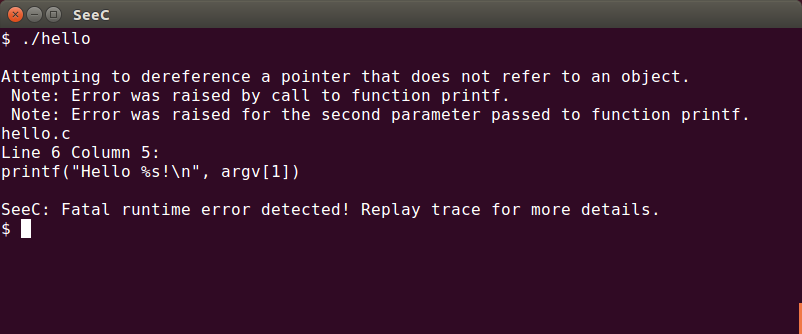 SeeC
$ ./hello
Attempting to dereference a pointer that does not refer to an object.
 Note: Error was raised by call to function printf.
 Note: Error was raised for the second parameter passed to function printf.
hello.c
Line 6 Column 5:
printf("Hello %s!\n", argv[1])
SeeC: Fatal runtime error detected! Replay trace for more details.
$